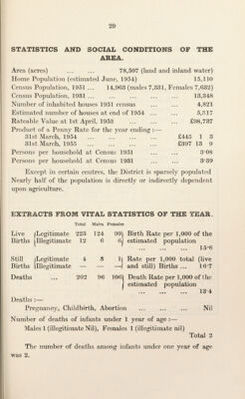 29
STATISTICS AND SOCIAL CONDITIONS OF THE
AREA.
Area (acres) ... ... 78,507 (land and inland water)
Home Population (estimated June, 1954) 15,110
Census Population, 1951 ... 14,963 (males 7,331, Females 7,632)
Census Population, 1931 ... ... ... ... 13,348
Number of inhabited houses 1951 census ... 4,821
Estimated number of houses at end of 1954 ... 5,517
Rateable Value at 1st April, 1955 ... £98,737
Product of a Penny Rate for the year ending :—
31st March, 1954 ... ... ... £445 1 3
31st March, 1955 ... ... ... £397 13 9
Persons per household at Census 1951 ... 3·08
Persons per household at Census 1931 ... 3·59
Except in certain centres, the District is sparsely populated
Nearly half of the population is directly or indirectly dependent
upon agriculture.
EXTRACTS FROM VITAL STATISTICS OF THE YEAR.
Total Males Females
Live {Legitimate 223 124 99} Birth Rate per 1,000 of the
Births {Illegitimate 12 6 6} estimated population
... ... ... ... 15·6
Still {Legitimate 4 3 1} Rate per 1,000 total (live
Births {Illegitimate — — —} and still) Births ... 16·7
Deaths ... 202 96 106} Death Rate per 1,000 of the
estimated population
... ... ... 13·4
Deaths :—
Pregnancy, Childbirth, Abortion ... ... ... Nil
Number of deaths of infants under 1 year of age :—
Males 1 (illegitimate Nil), Females 1 (illegitimate nil)
Total 2
The number of deaths among infants under one year of age
was 2.